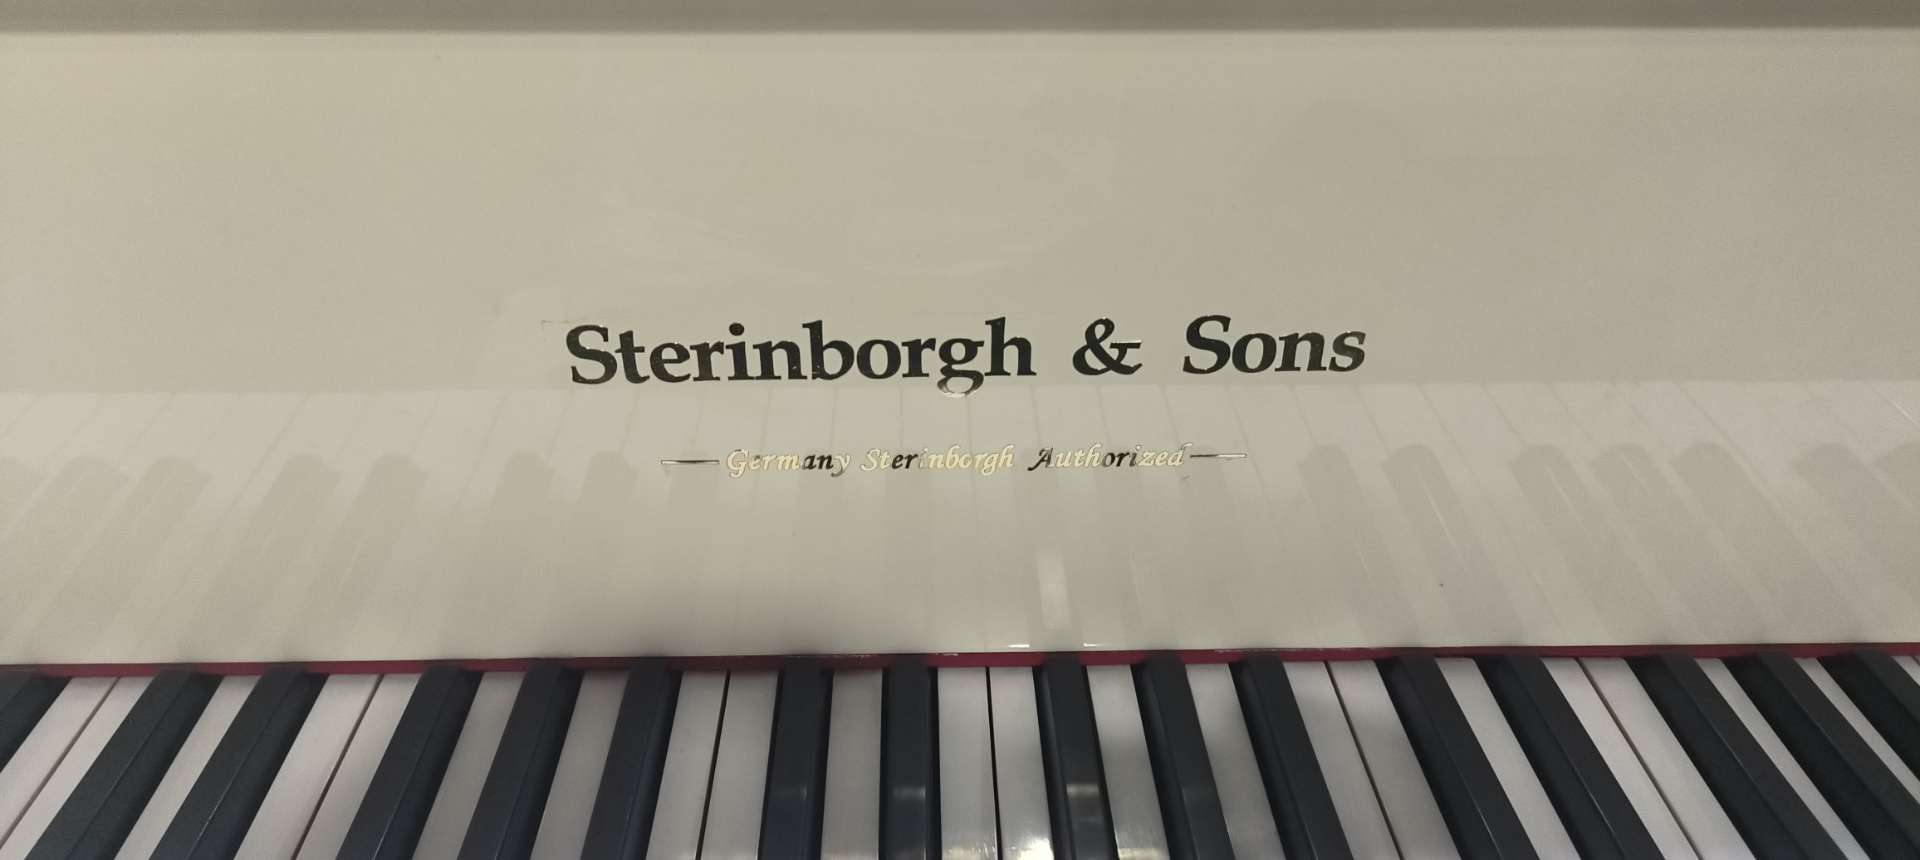 Sterinborgh & Sons
Germany Sterinborgh Authorized